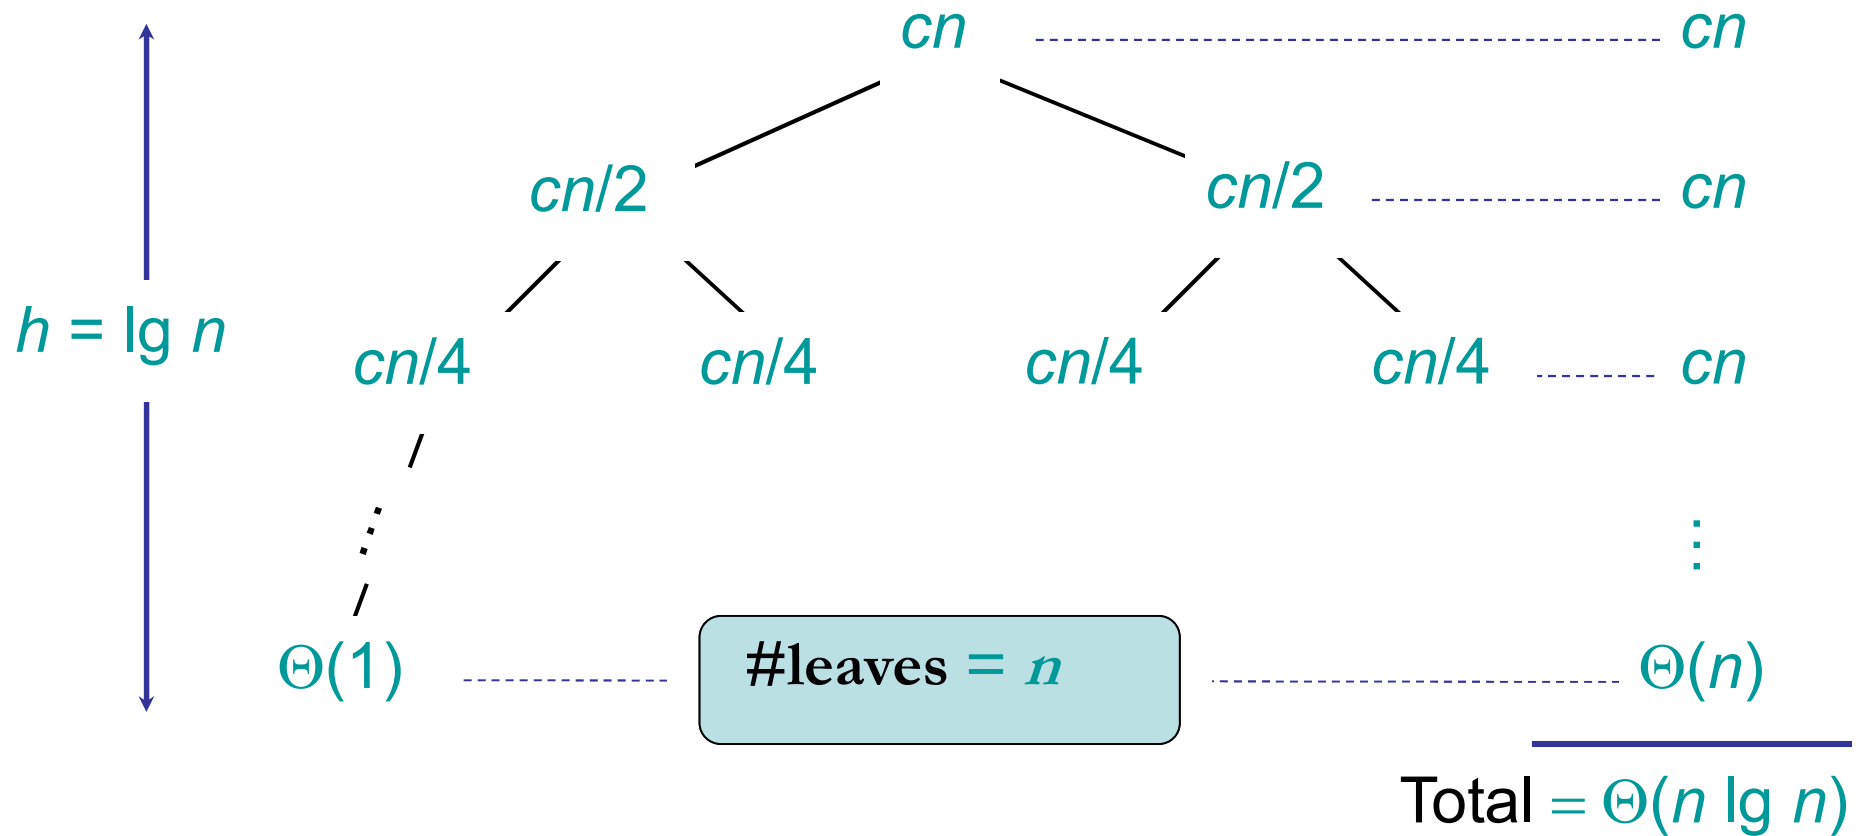 cn cn
cn/2 cn/2 cn
h = lg n
cn/4 cn/4 cn/4 cn/4 cn
Θ(1) #leaves = n Θ(n)
Total = Θ(n lg n)